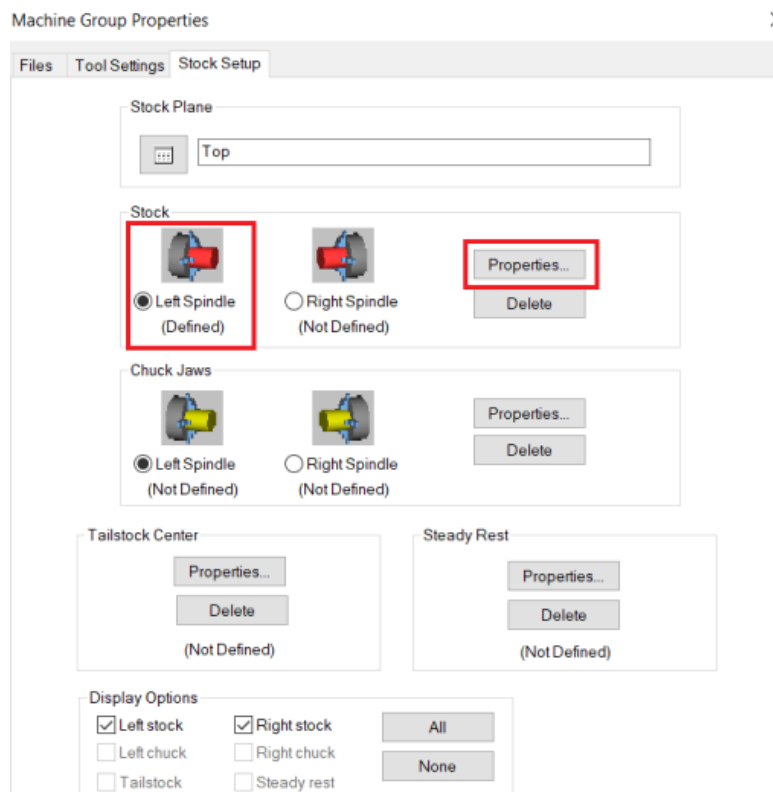 Machine Group Properties
Files Tool Settings Stock Setup
Stock Plane
Top
Stock
Properties...
Left Spindle Right Spindle
Delete
(Defined) (Not Defined)
Chuck Jaws
Properties...
Delete
Left Spindle Right Spindle
(Not Defined) (Not Defined)
Tailstock Center Steady Rest
Properties... Properties...
Delete Delete
(Not Defined) (Not Defined)
Display Options
Left stock Right stock All
Left chuck Right chuck
None
Tailstock Steady rest